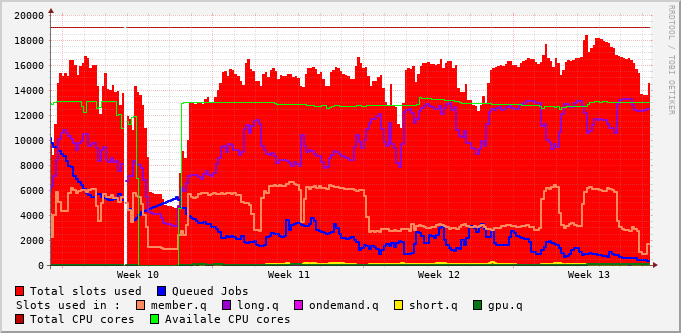 20000
18000
16000
14000
12000
10000
8000
6000
4000
2000
0
Week 10 Week 11 Week 12 Week 13
Total slots used Queued Jobs
Slots used in : member.q long.q ondemand.q short.q gpu.q
Total CPU cores Availale CPU cores
RRDTOOL / TOBI OETIKER